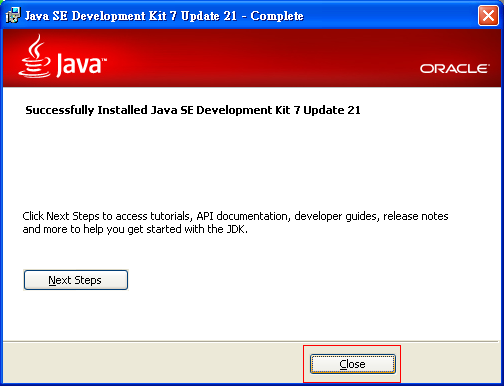 Java SE Development Kit 7 Update 21 - Complete
Java™
ORACLE®
Successfully Installed Java SE Development Kit 7 Update 21
Click Next Steps to access tutorials, API documentation, developer guides, release notes
and more to help you get started with the JDK.
Next Steps
Close